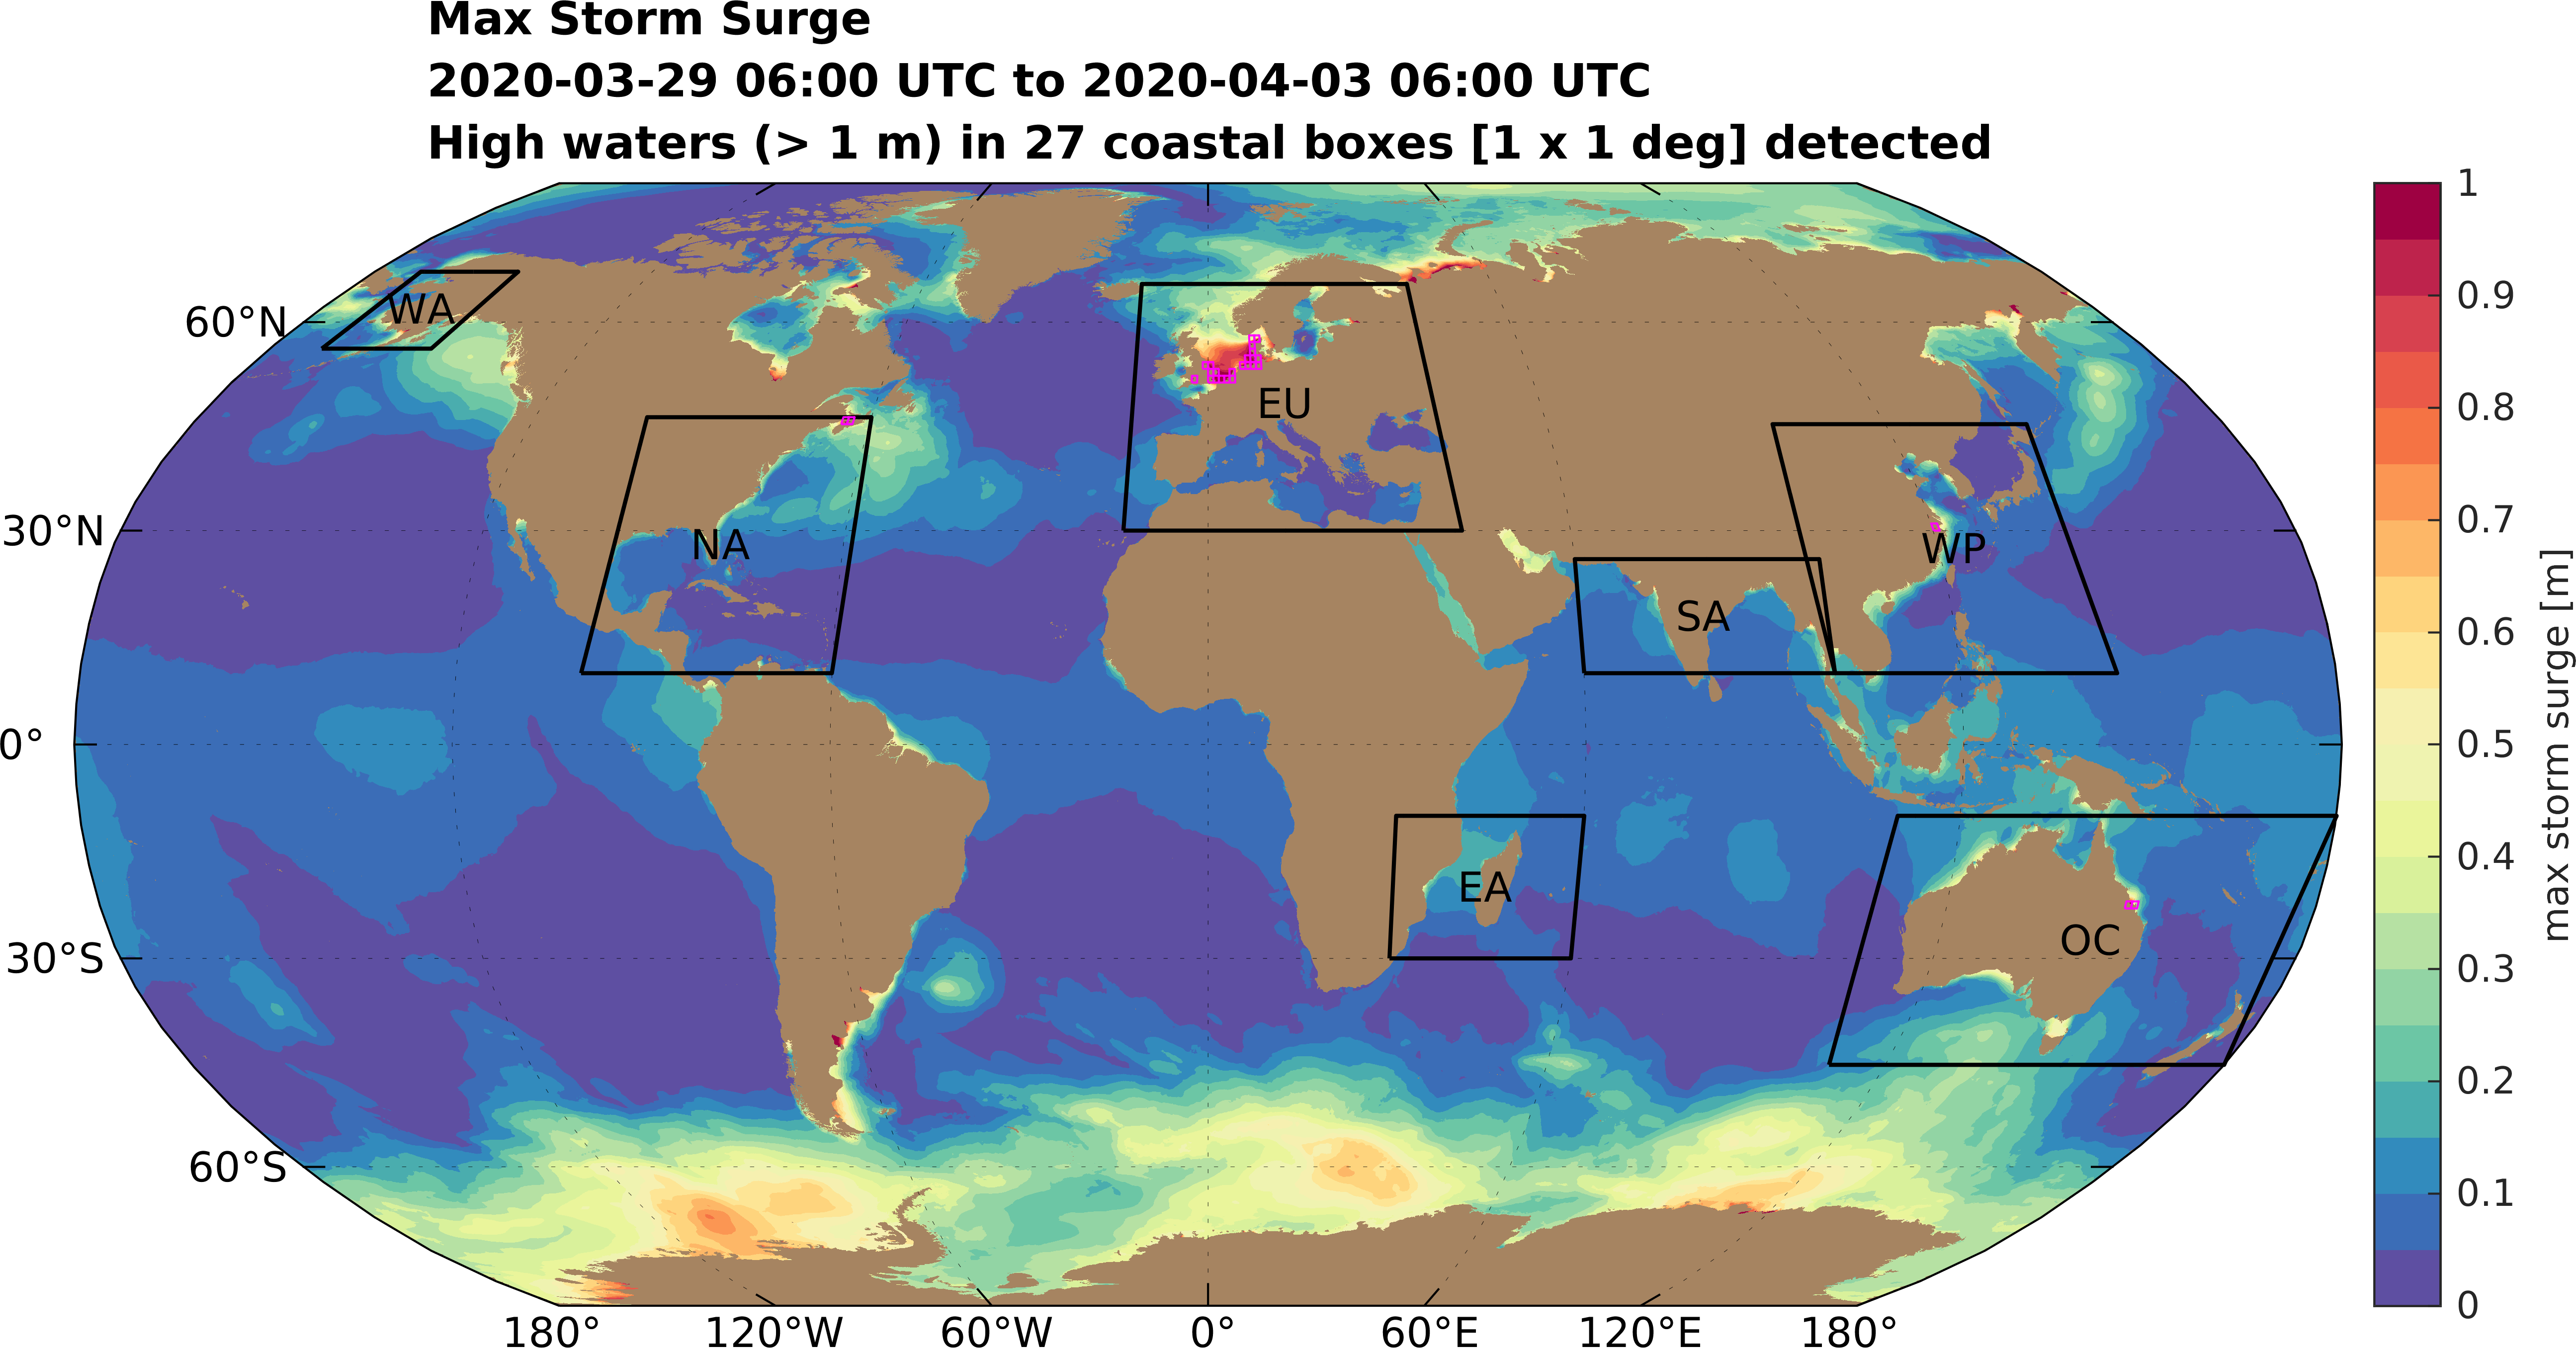 Max Storm Surge
2020-03-29 06:00 UTC to 2020-04-03 06:00 UTC
High waters (> 1 m) in 27 coastal boxes [1 x 1 deg] detected
60°N
30°N
0°
30°S
60°S
WA
NA
EU
SA
WP
EA
OC
180°
120°W
60°W
0°
60°E
120°E
180°
1
0.9
0.8
0.7
0.6
0.5
0.4
0.3
0.2
0.1
0
max storm surge [m]